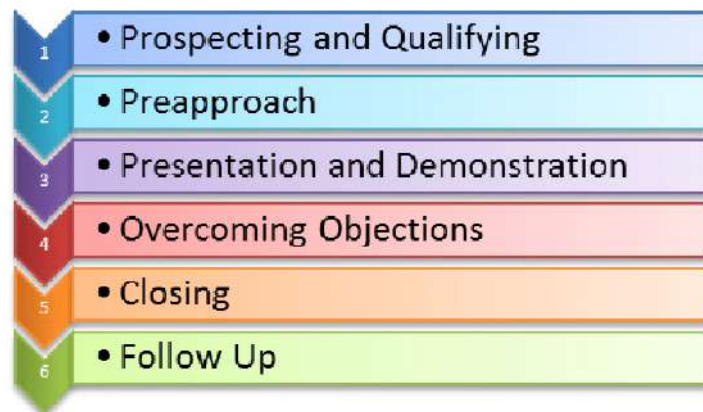 1 • Prospecting and Qualifying
2 • Preapproach
3 • Presentation and Demonstration
4 • Overcoming Objections
5 • Closing
6 • Follow Up